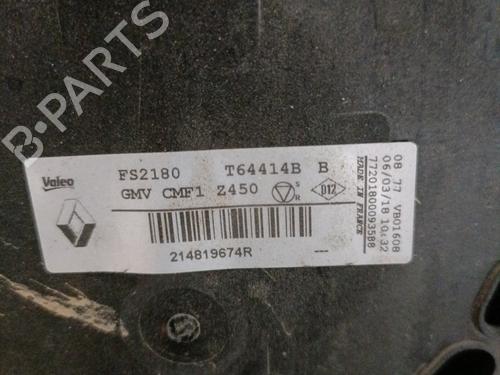 B-PARTS
Valeo
FS2180 T64414B B
GMV CMF1 Z450 S R D12
214819674R ---
08 77 VB01608
06/03/18 10:32
77201800093588
MADE IN FRANCE